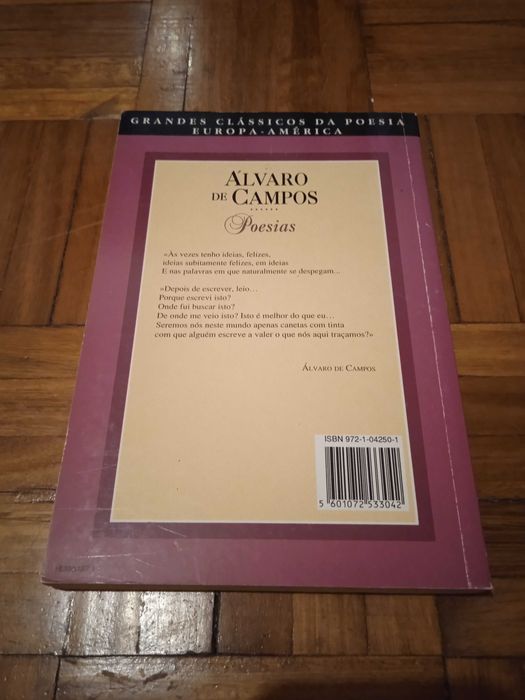 GRANDES CLÁSSICOS DA POESIA
EUROPA-AMÉRICA
ÁLVARO
DE CAMPOS
Poesias
«Às vezes tenho ideias, felizes,
ideias subitamente felizes, em ideias
E nas palavras em que naturalmente se despegam...
«Depois de escrever, leio...
Porque escrevi isto?
Onde fui buscar isto?
De onde me veio isto? Isto é melhor do que eu...
Seremos nós neste mundo apenas canetas com tinta
com que alguém escreve a valer o que nós aqui traçamos?»
ÁLVARO DE CAMPOS
ISBN 972-1-04250-1
5 601072 533042